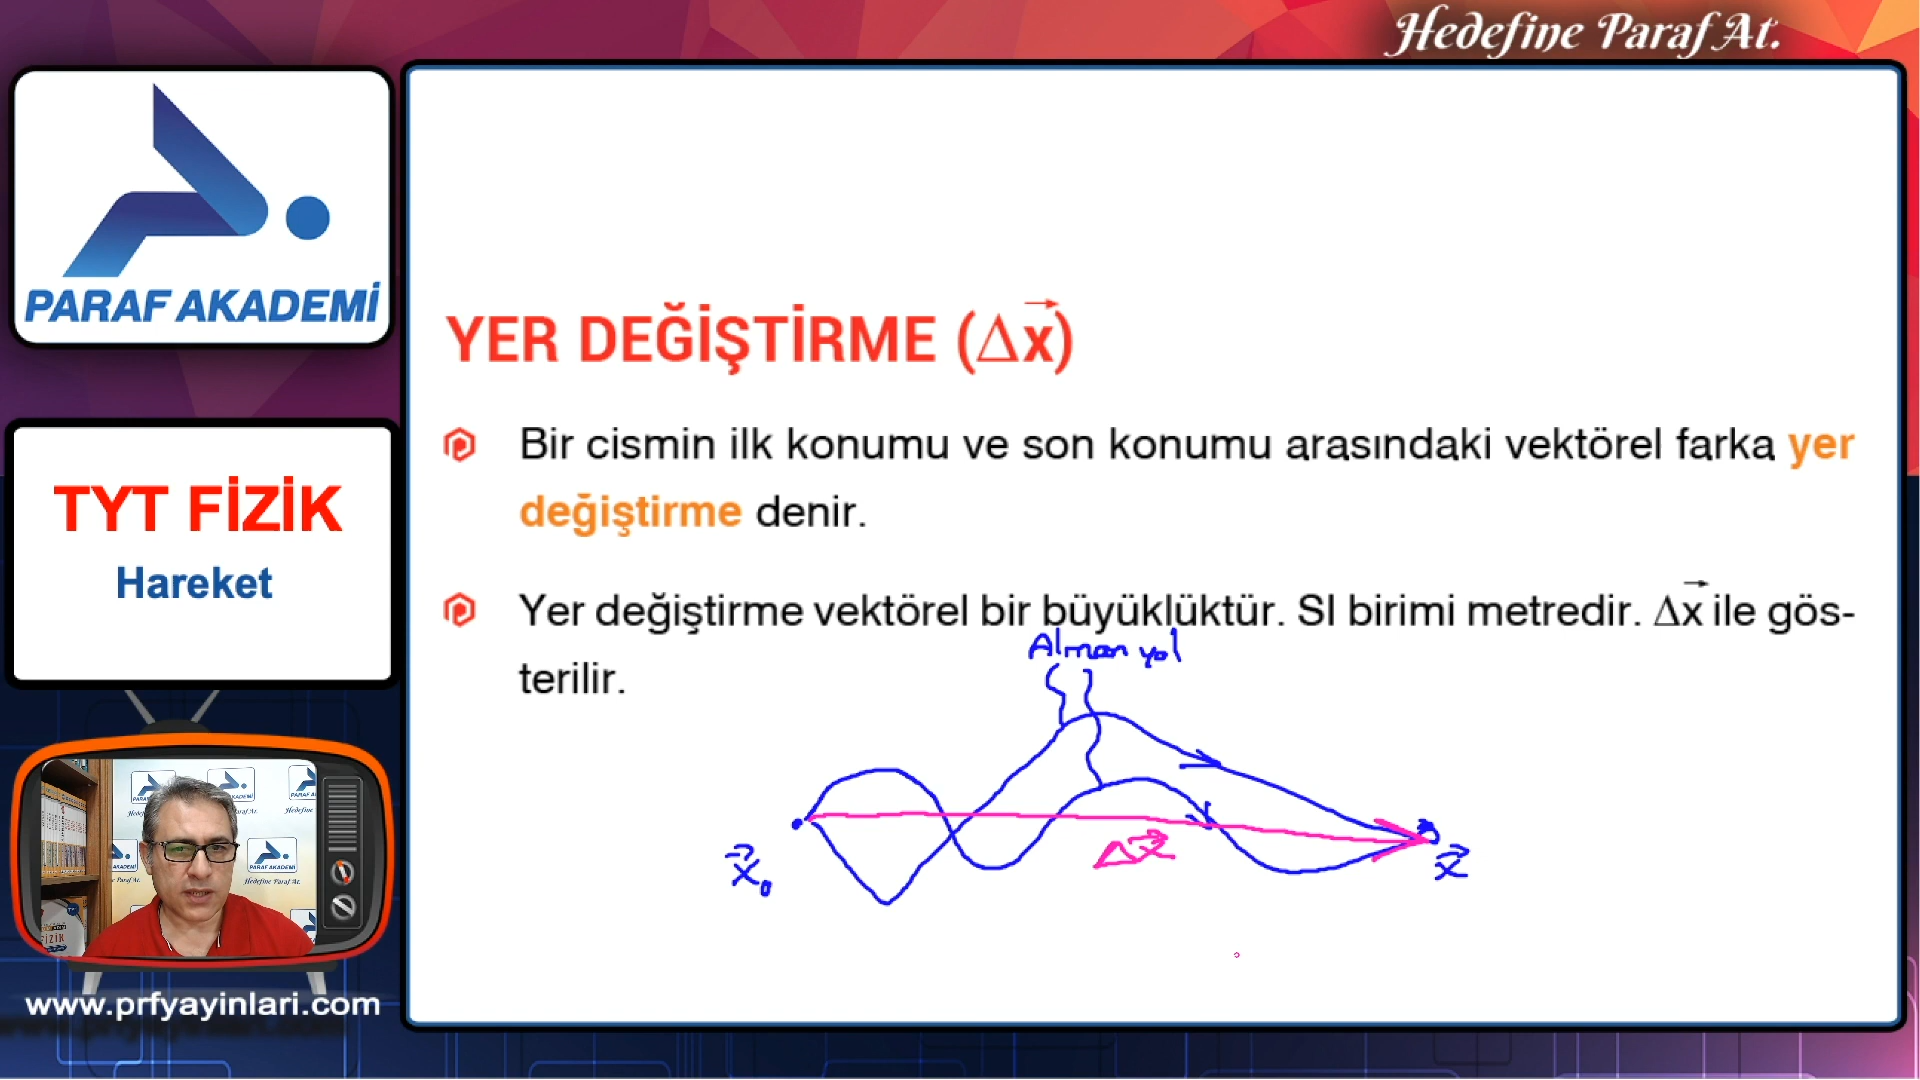 Hedefine Paraf At.
PARAF AKADEMİ
TYT FİZİK
Hareket
YER DEĞİŞTİRME (Δx⃗)
Bir cismin ilk konumu ve son konumu arasındaki vektörel farka yer
değiştirme denir.
Yer değiştirme vektörel bir büyüklüktür. SI birimi metredir. Δx⃗ ile gös-
terilir.
Alınan yol
x⃗₀
Δx⃗
x⃗
www.prfyayinlari.com